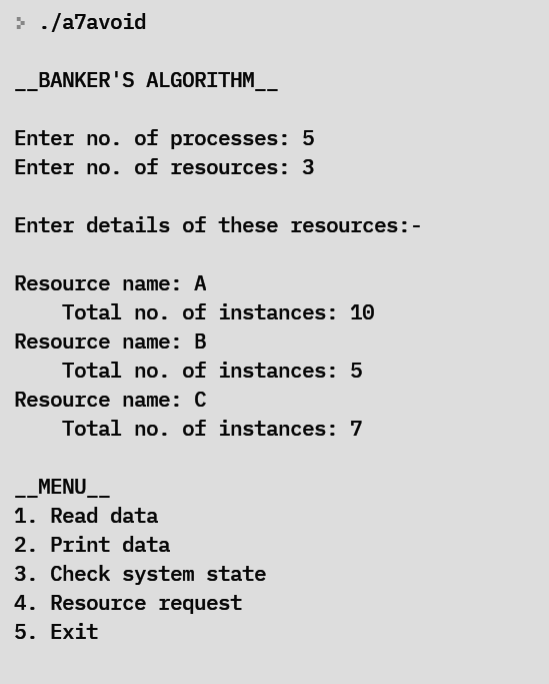 > ./a7avoid
__BANKER'S ALGORITHM__
Enter no. of processes: 5
Enter no. of resources: 3
Enter details of these resources:-
Resource name: A
    Total no. of instances: 10
Resource name: B
    Total no. of instances: 5
Resource name: C
    Total no. of instances: 7
__MENU__
1. Read data
2. Print data
3. Check system state
4. Resource request
5. Exit